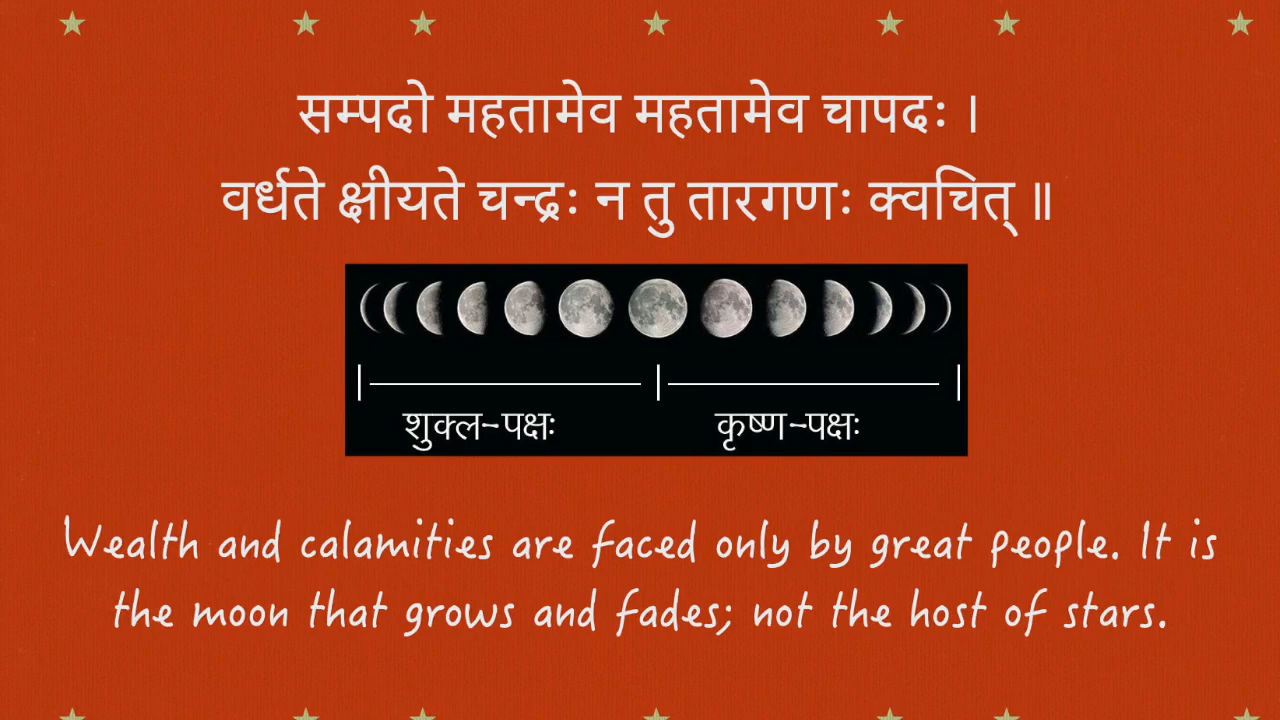 सम्पदो महतामेव महतामेव चापदः ।
वर्धते क्षीयते चन्द्रः न तु तारगणः क्वचित् ॥
शुक्ल-पक्षः कृष्ण-पक्षः
Wealth and calamities are faced only by great people. It is
the moon that grows and fades; not the host of stars.